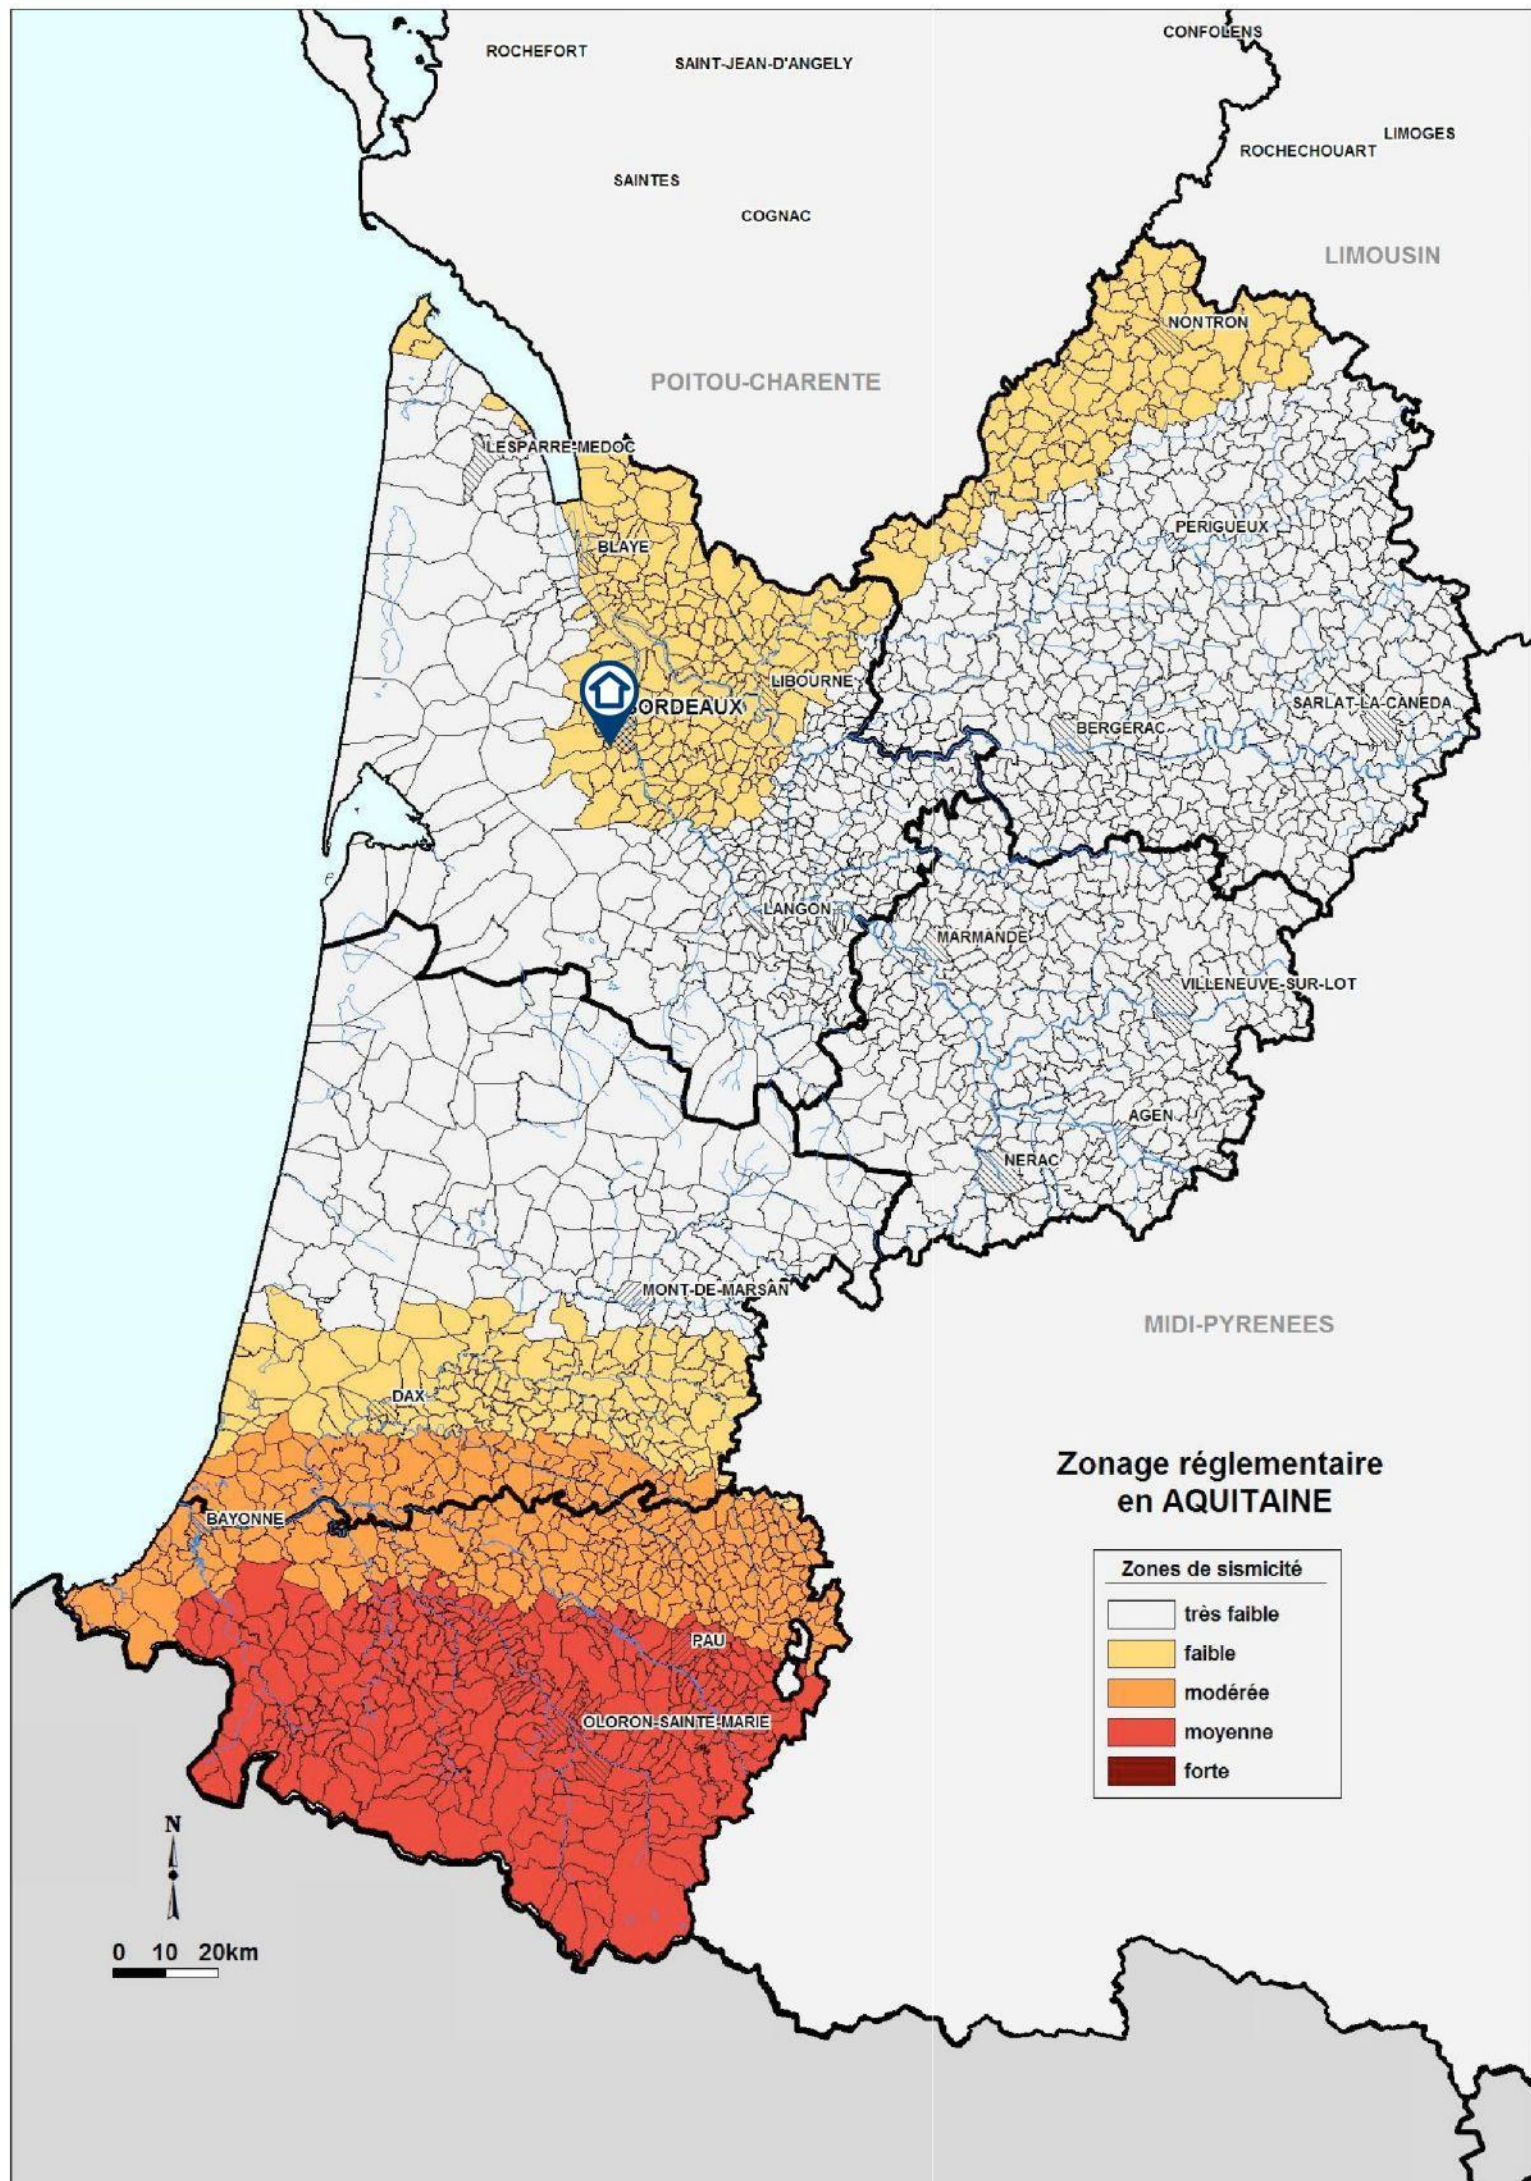 CONFOLENS
ROCHEFORT
SAINT-JEAN-D'ANGELY
LIMOGES
ROCHECHOUART
SAINTES
COGNAC
LIMOUSIN
NONTRON
POITOU-CHARENTE
LESPARRE-MEDOC
PERIGUEUX
BLAYE
LIBOURNE
SARLAT-LA-CANEDA
ORDEAUX
BERGERAC
LANGON
MARMANDE
VILLENEUVE-SUR-LOT
AGEN
NERAC
MONT-DE-MARSAN
MIDI-PYRENEES
DAX
Zonage réglementaire
en AQUITAINE
BAYONNE
Zones de sismicité
très faible
faible
modérée
moyenne
forte
PAU
OLORON-SAINTE-MARIE
N
0 10 20km